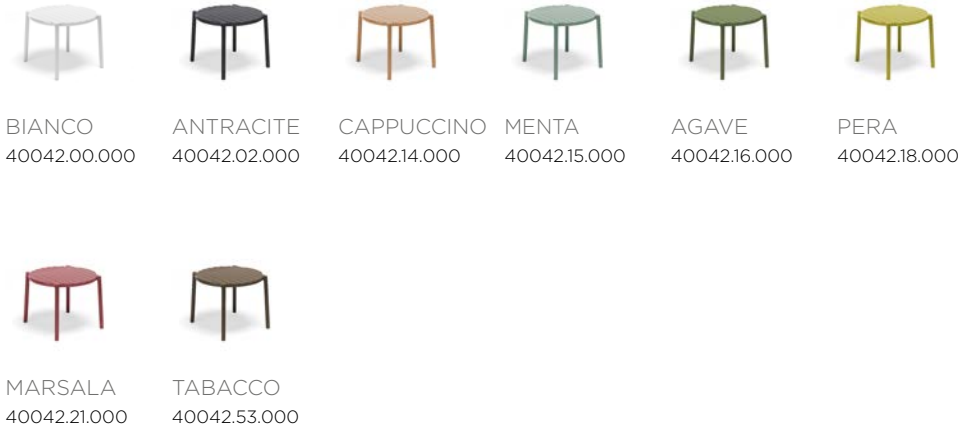 BIANCO
40042.00.000
ANTRACITE
40042.02.000
CAPPUCCINO
40042.14.000
MENTA
40042.15.000
AGAVE
40042.16.000
PERA
40042.18.000
MARSALA
40042.21.000
TABACCO
40042.53.000